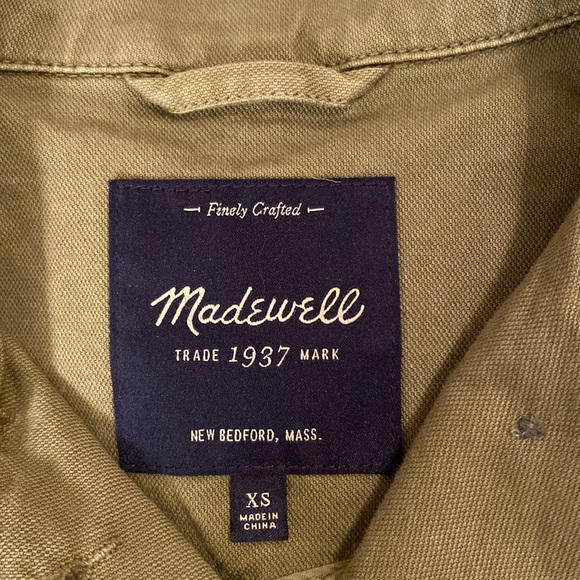 Finely Crafted
Madewell
TRADE 1937 MARK
NEW BEDFORD, MASS.
XS
MADE IN
CHINA